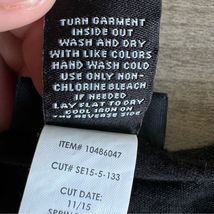 TURN GARMENT
INSIDE OUT
WASH AND DRY
WITH LIKE COLORS
HAND WASH COLD
USE ONLY NON-
CHLORINE BLEACH
IF NEEDED
LAY FLAT TO DRY
COOL IRON ON
THE REVERSE SIDE
ITEM# 10486047
CUT# SE15-5-133
CUT DATE:
11/15